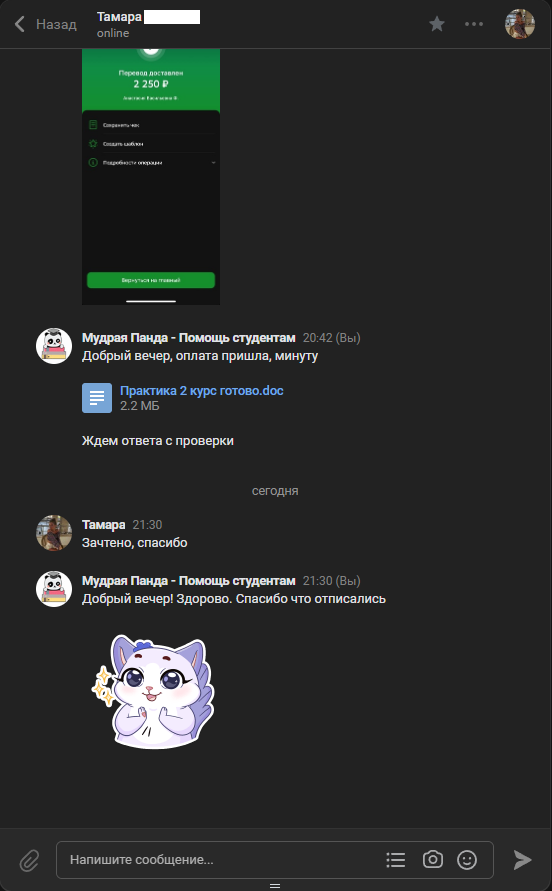 Назад
Тамара
online
Перевод доставлен
2 250 ₽
Сохранить чек
Создать шаблон
Подробности операции
Вернуться на главный
Мудрая Панда - Помощь студентам 20:42 (Вы)
Добрый вечер, оплата пришла, минуту
Практика 2 курс готово.doc
2.2 МБ
Ждем ответа с проверки
сегодня
Тамара 21:30
Зачтено, спасибо
Мудрая Панда - Помощь студентам 21:30 (Вы)
Добрый вечер! Здорово. Спасибо что отписались
Напишите сообщение...